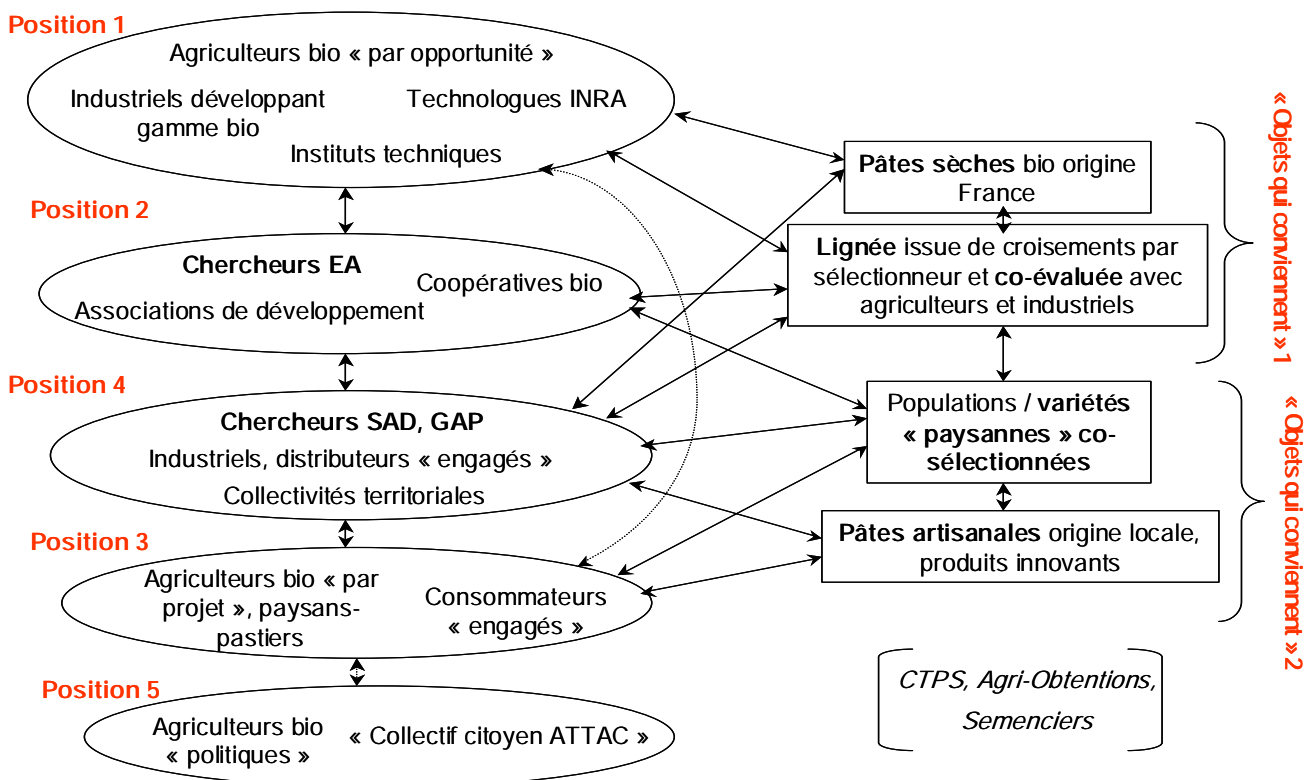 Position 1
Agriculteurs bio « par opportunité »
Industriels développant
gamme bio
Technologues INRA
Instituts techniques
Position 2
Chercheurs EA
Coopératives bio
Associations de développement
Position 4
Chercheurs SAD, GAP
Industriels, distributeurs « engagés »
Collectivités territoriales
Position 3
Agriculteurs bio « par
projet », paysans-
pastiers
Consommateurs
« engagés »
Position 5
Agriculteurs bio
« politiques »
« Collectif citoyen ATTAC »
Pâtes sèches bio origine
France
Lignée issue de croisements par
sélectionneur et co-évaluée avec
agriculteurs et industriels
Populations / variétés
« paysannes » co-
sélectionnées
Pâtes artisanales origine locale,
produits innovants
CTPS, Agri-Obtentions,
Semenciers
« Objets qui conviennent » 1
« Objets qui conviennent » 2